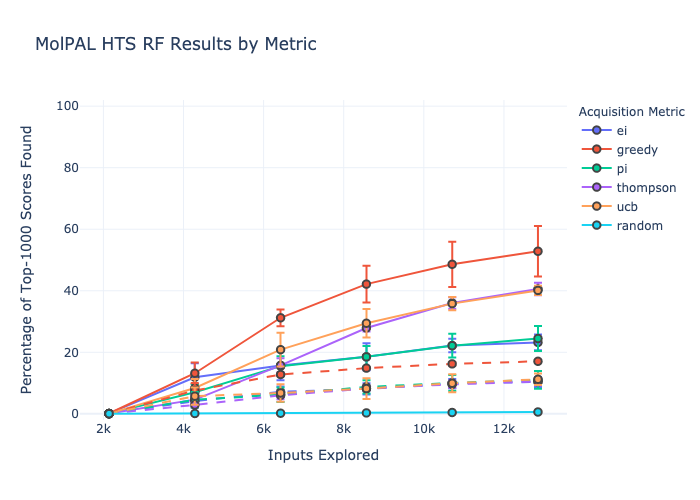 MolPAL HTS RF Results by Metric
Percentage of Top-1000 Scores Found
100
80
60
40
20
0
2k
4k
6k
8k
10k
12k
Inputs Explored
Acquisition Metric
ei
greedy
pi
thompson
ucb
random